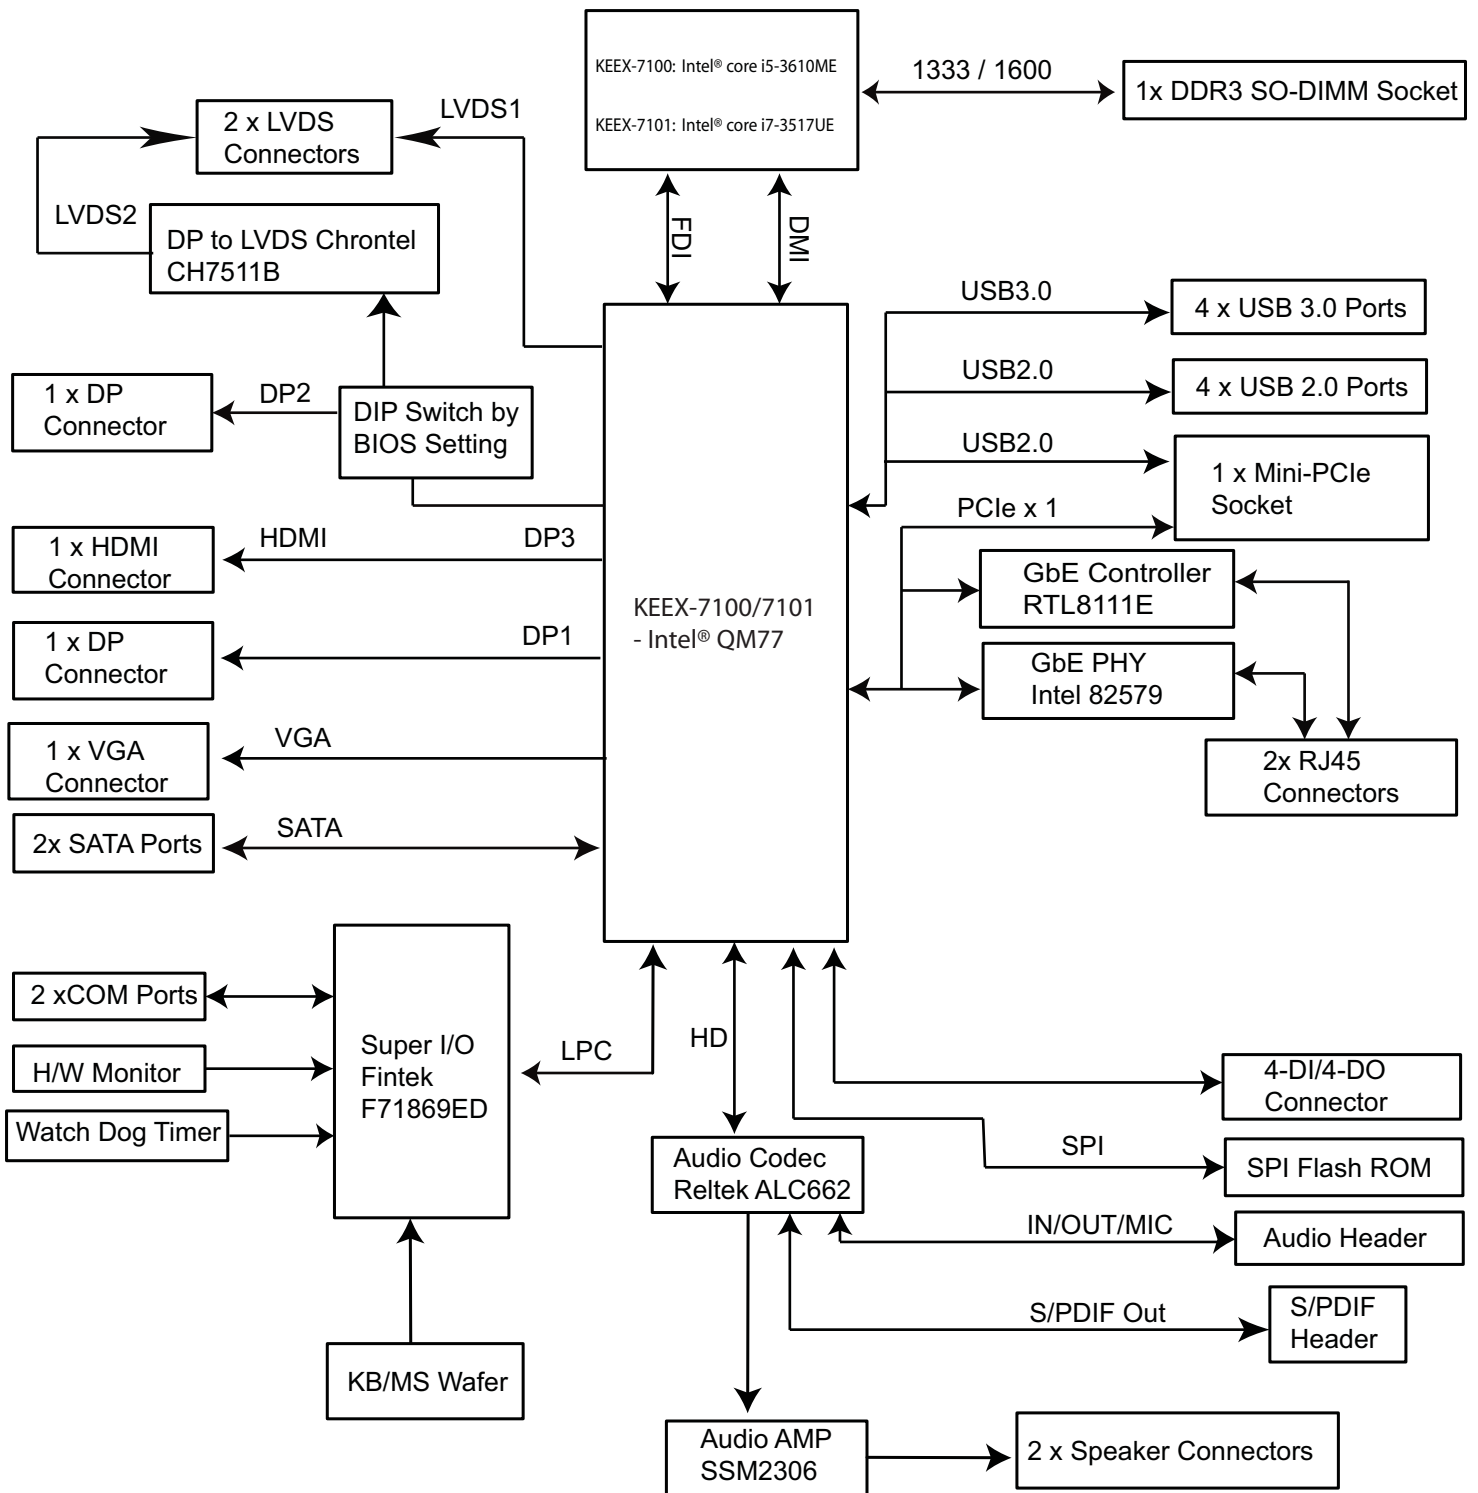 KEEX-7100: Intel® core i5-3610ME
KEEX-7101: Intel® core i7-3517UE
1333 / 1600
1x DDR3 SO-DIMM Socket
LVDS1
2 x LVDS
Connectors
LVDS2
DP to LVDS Chrontel
CH7511B
FDI
DMI
USB3.0
4 x USB 3.0 Ports
USB2.0
4 x USB 2.0 Ports
1 x DP
Connector
DP2
DIP Switch by
BIOS Setting
USB2.0
1 x Mini-PCIe
Socket
PCIe x 1
1 x HDMI
Connector
HDMI
DP3
GbE Controller
RTL8111E
KEEX-7100/7101
- Intel® QM77
1 x DP
Connector
DP1
GbE PHY
Intel 82579
1 x VGA
Connector
VGA
2x RJ45
Connectors
2x SATA Ports
SATA
2 xCOM Ports
H/W Monitor
Watch Dog Timer
Super I/O
Fintek
F71869ED
LPC
HD
4-DI/4-DO
Connector
Audio Codec
Reltek ALC662
SPI
SPI Flash ROM
IN/OUT/MIC
Audio Header
S/PDIF Out
S/PDIF
Header
KB/MS Wafer
Audio AMP
SSM2306
2 x Speaker Connectors